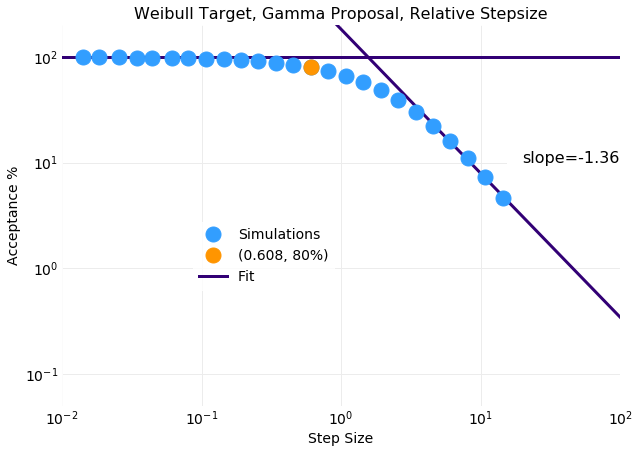 Weibull Target, Gamma Proposal, Relative Stepsize
Acceptance %
10²
10¹
10⁰
10⁻¹
slope=-1.36
Simulations
(0.608, 80%)
Fit
10⁻² 10⁻¹ 10⁰ 10¹ 10²
Step Size